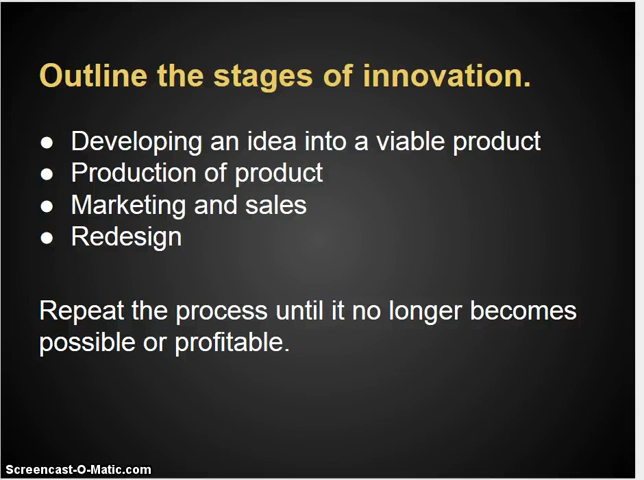 Outline the stages of innovation.
● Developing an idea into a viable product
● Production of product
● Marketing and sales
● Redesign
Repeat the process until it no longer becomes
possible or profitable.
Screencast-O-Matic.com